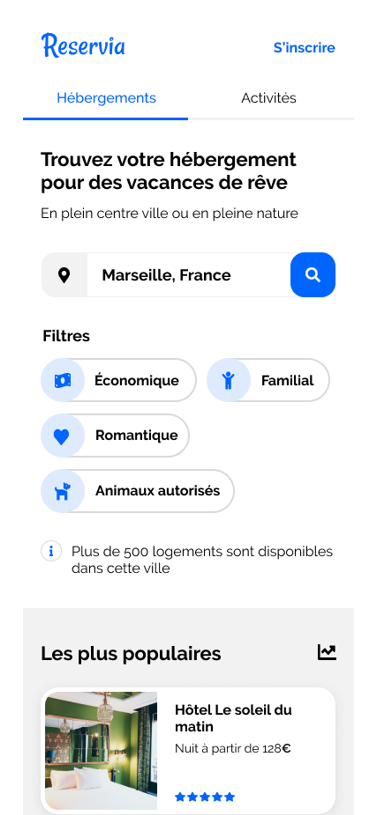 Reservia
S'inscrire
Hébergements
Activités
Trouvez votre hébergement
pour des vacances de rêve
En plein centre ville ou en pleine nature
Marseille, France
Filtres
Économique
Familial
Romantique
Animaux autorisés
Plus de 500 logements sont disponibles
dans cette ville
Les plus populaires
Hôtel Le soleil du
matin
Nuit à partir de 128€